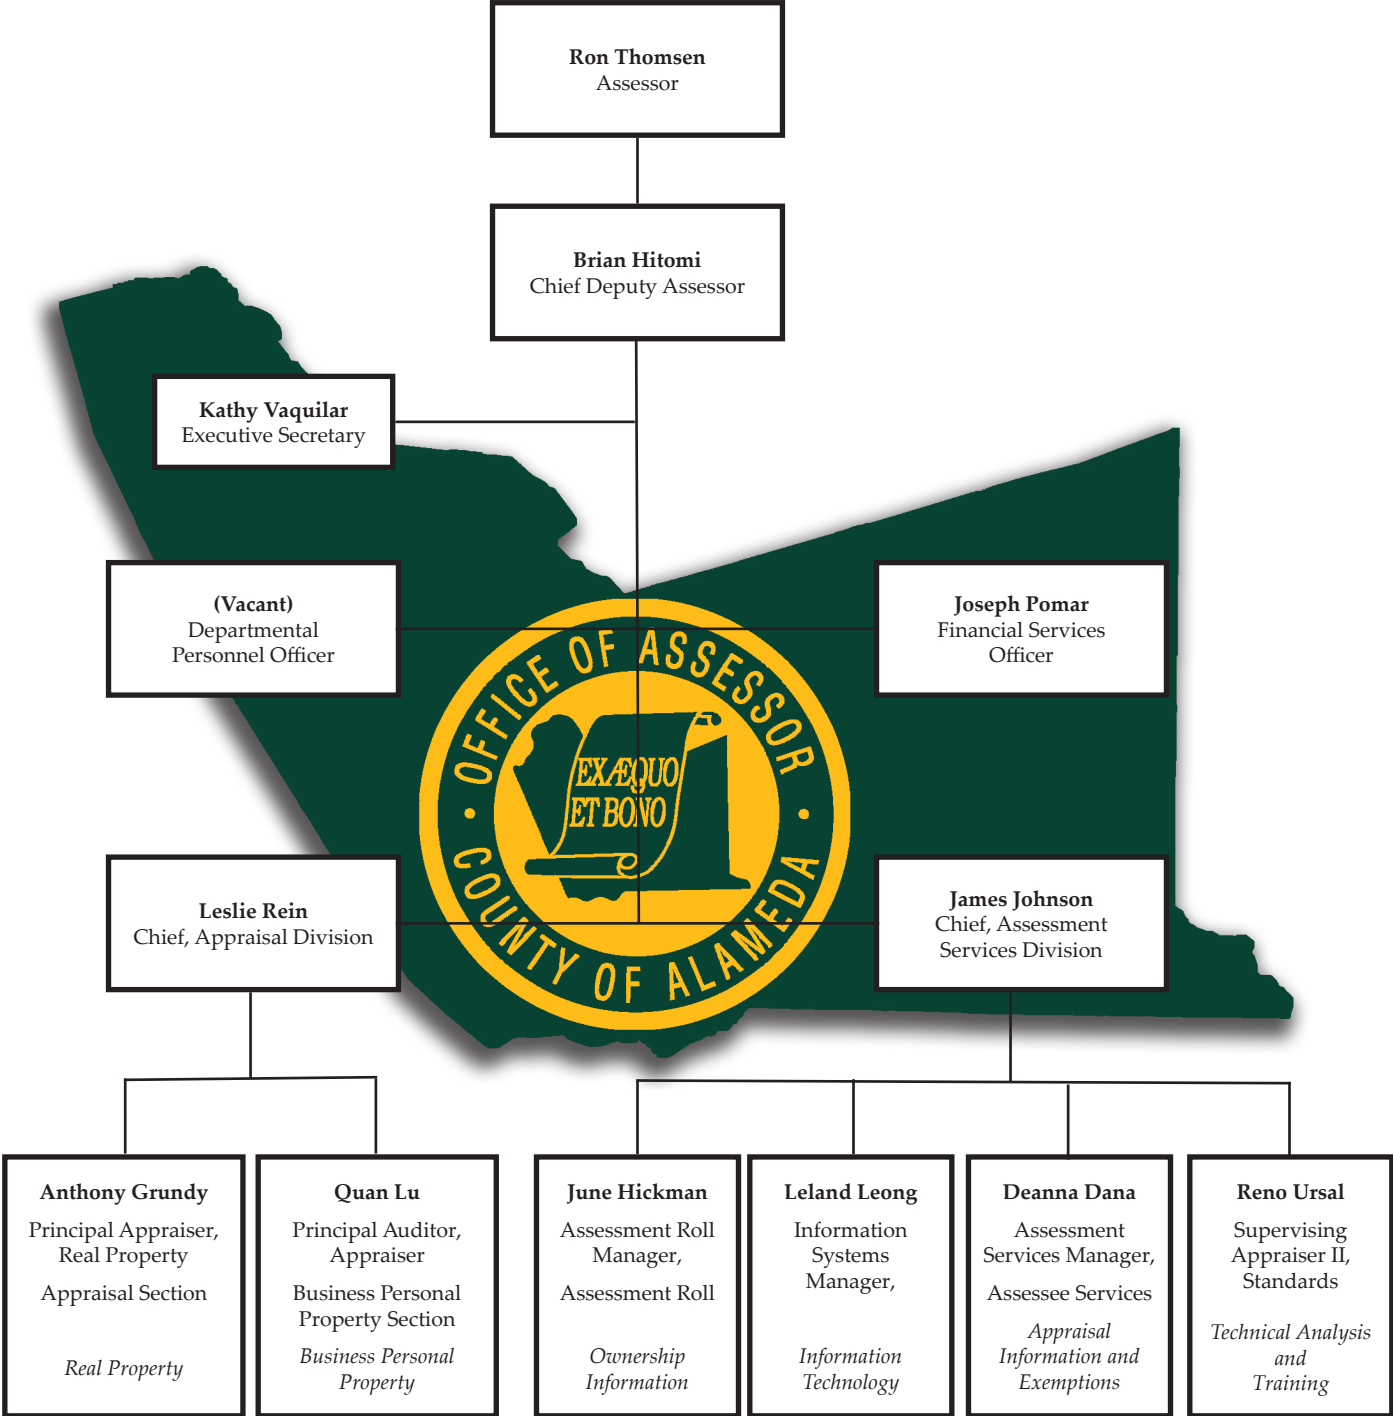 Ron Thomsen
Assessor
Brian Hitomi
Chief Deputy Assessor
Kathy Vaquilar
Executive Secretary
(Vacant)
Departmental
Personnel Officer
Joseph Pomar
Financial Services
Officer
OFFICE OF ASSESSOR
EX ÆQUO
ET BONO
COUNTY OF ALAMEDA
Leslie Rein
Chief, Appraisal Division
James Johnson
Chief, Assessment
Services Division
Anthony Grundy
Principal Appraiser,
Real Property
Appraisal Section
Real Property
Quan Lu
Principal Auditor,
Appraiser
Business Personal
Property Section
Business Personal
Property
June Hickman
Assessment Roll
Manager,
Assessment Roll
Ownership
Information
Leland Leong
Information
Systems
Manager,
Information
Technology
Deanna Dana
Assessment
Services Manager,
Assessee Services
Appraisal
Information and
Exemptions
Reno Ursal
Supervising
Appraiser II,
Standards
Technical Analysis
and
Training